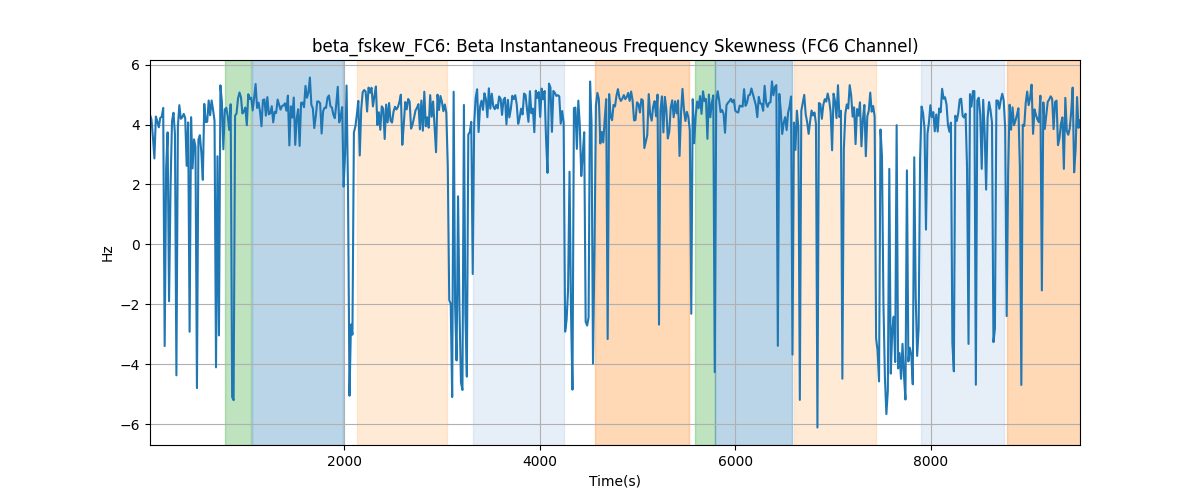 beta_fskew_FC6: Beta Instantaneous Frequency Skewness (FC6 Channel)
6
4
2
0
−2
−4
−6
Hz
2000 4000 6000 8000
Time(s)